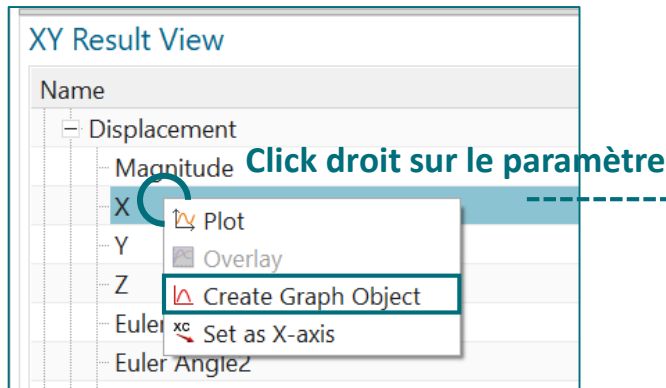 XY Result View
Name
Displacement
Magnitude
Click droit sur le paramètre
X
Plot
Y
Overlay
Z
Create Graph Object
xc
Set as X-axis
Euler Angle2